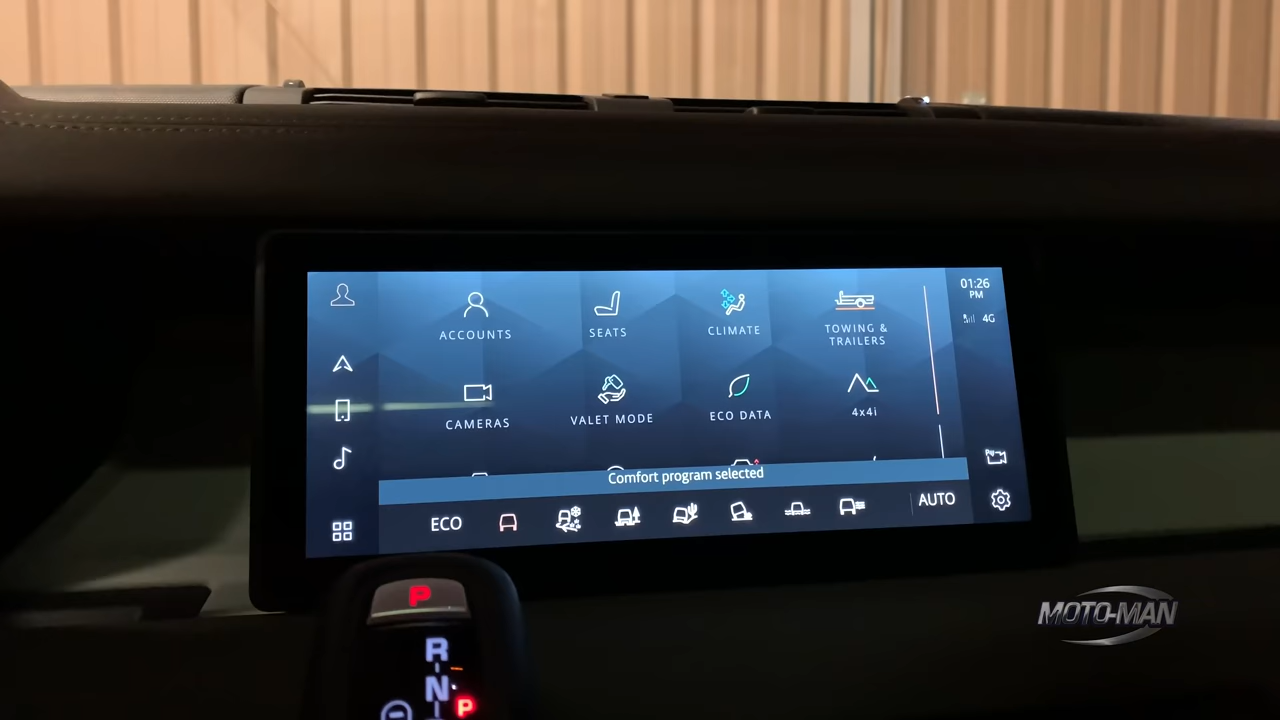 01:26
PM
4G
ACCOUNTS
SEATS
CLIMATE
TOWING &
TRAILERS
CAMERAS
VALET MODE
ECO DATA
4x4i
Comfort program selected
ECO
AUTO
P
R
N
P
MOTO-MAN